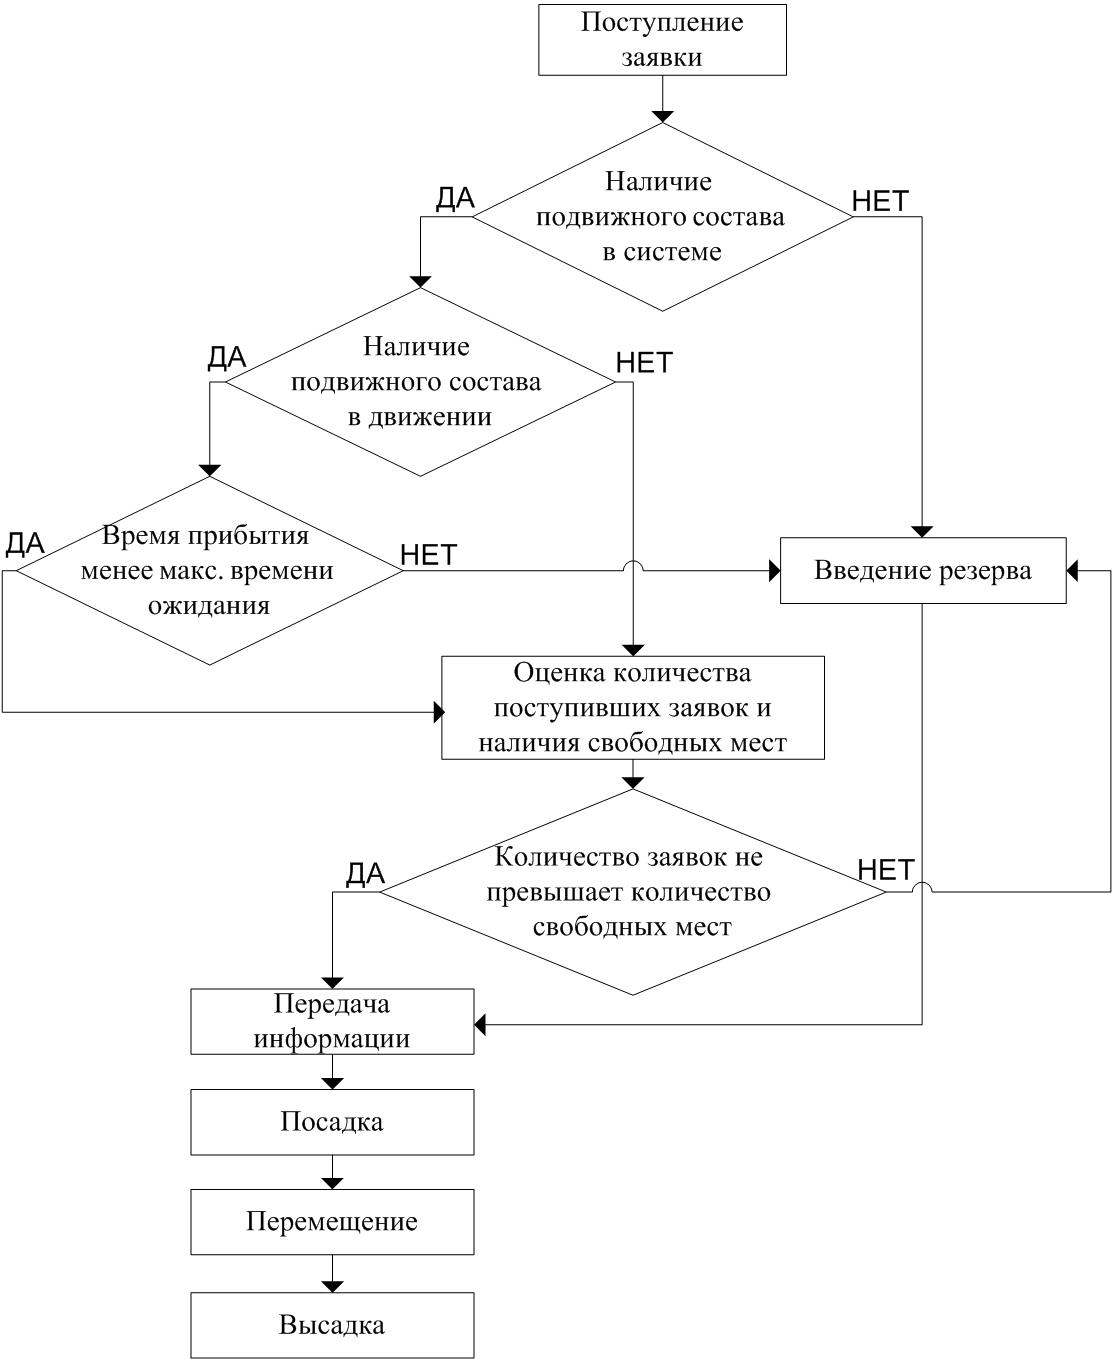 Поступление
заявки
Наличие
подвижного состава
в системе
ДА
НЕТ
Наличие
подвижного состава
в движении
ДА
НЕТ
Время прибытия
менее макс. времени
ожидания
ДА
НЕТ
Введение резерва
Оценка количества
поступивших заявок и
наличия свободных мест
Количество заявок не
превышает количество
свободных мест
ДА
НЕТ
Передача
информации
Посадка
Перемещение
Высадка